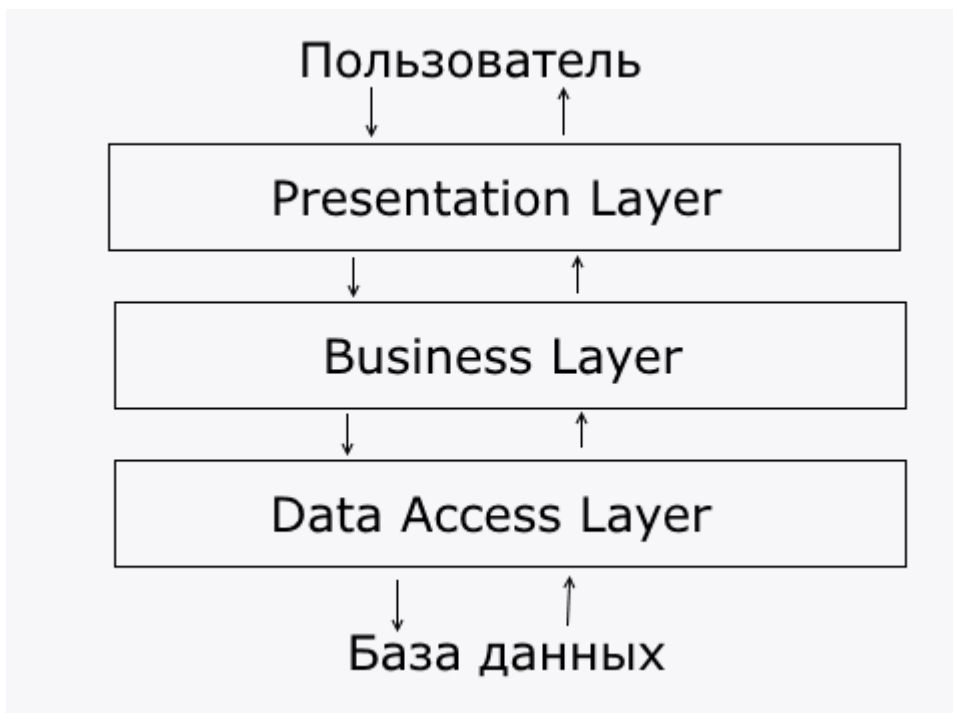 Пользователь
Presentation Layer
Business Layer
Data Access Layer
База данных